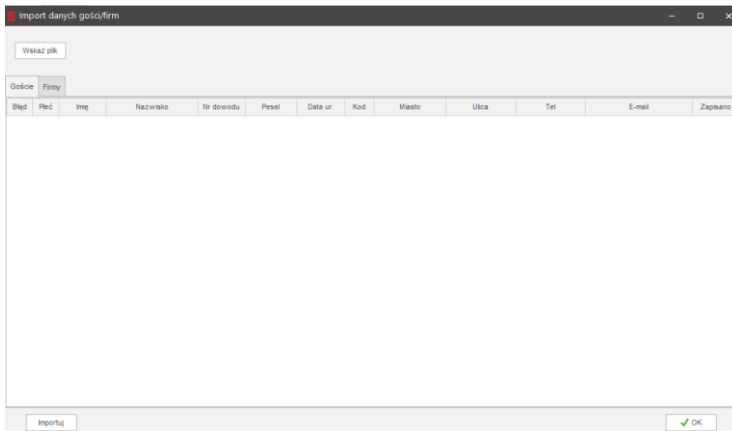 Import danych gości/firm
Wskaż plik
Goście Firmy
Błąd Płeć Imię Nazwisko Nr dowodu Pesel Data ur. Kod Miasto Ulica Tel E-mail Zapisano
Importuj OK